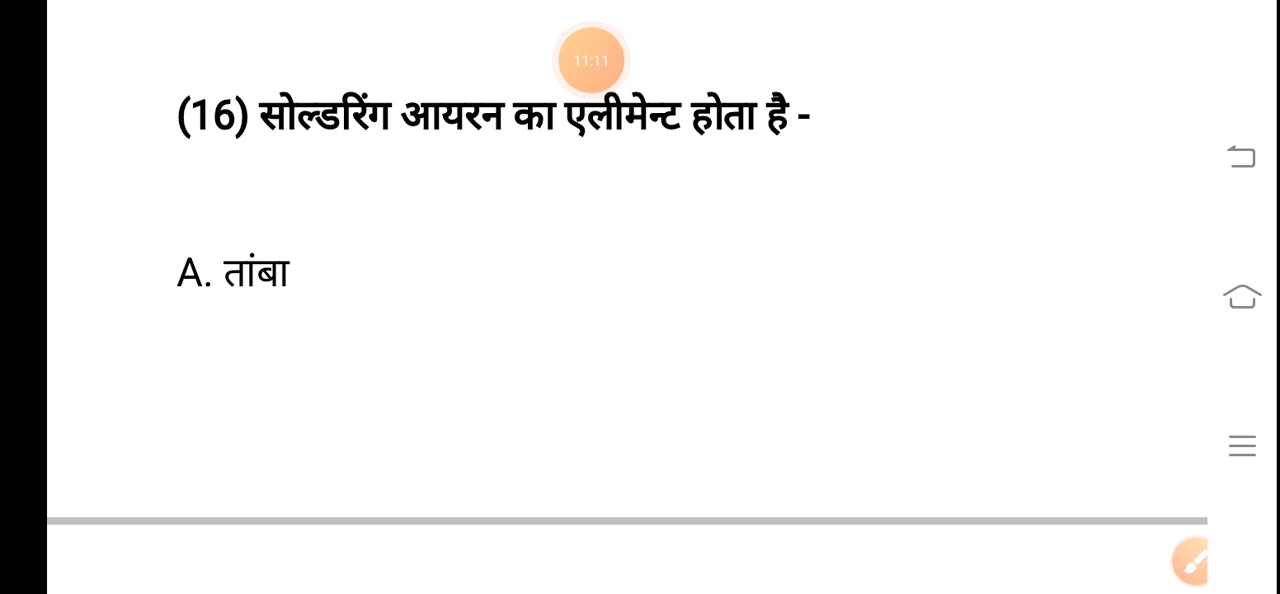 11:11
(16) सोल्डरिंग आयरन का एलीमेन्ट होता है -
A. तांबा